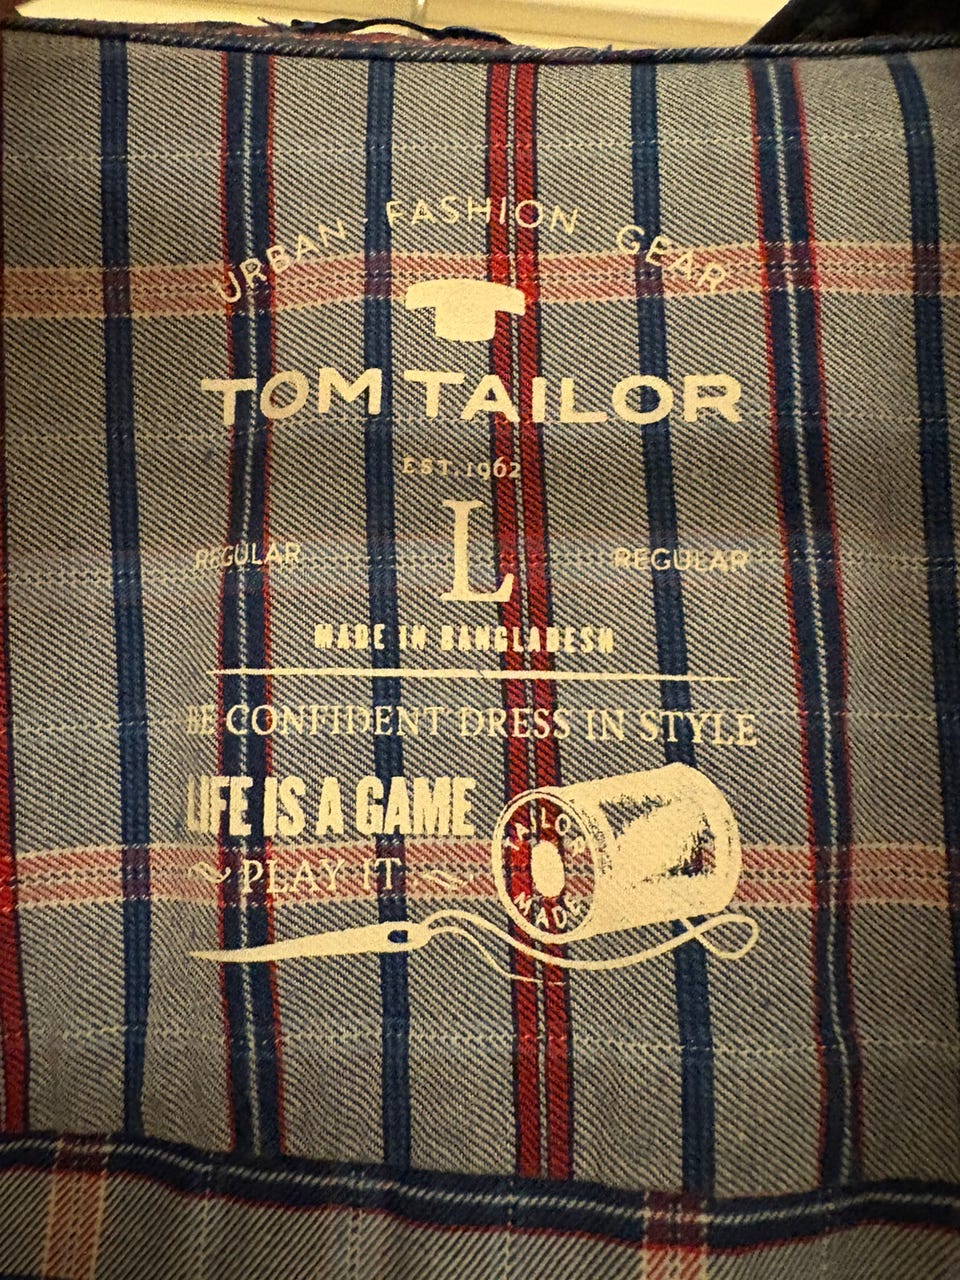 URBAN FASHION GEAR
TOM TAILOR
EST. 1962
L
REGULAR REGULAR
MADE IN BANGLADESH
BE CONFIDENT DRESS IN STYLE
LIFE IS A GAME
~ PLAY IT ~
TAILOR
MADE